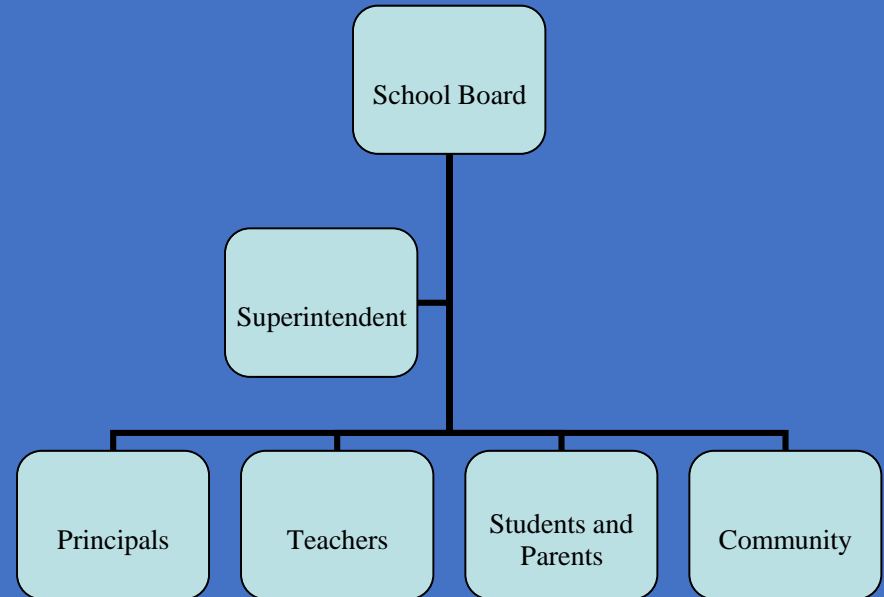 School Board
Superintendent
Principals
Teachers
Students and
Parents
Community